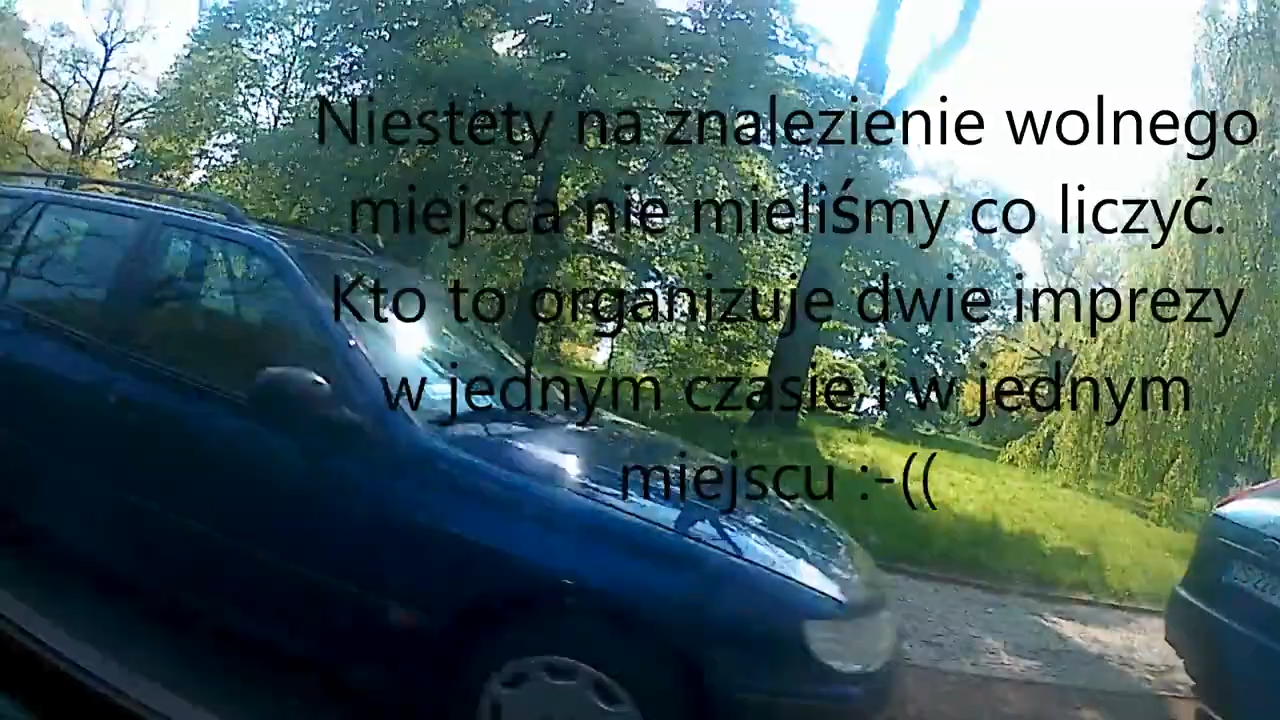 Niestety na znalezienie wolnego
miejsca nie mieliśmy co liczyć.
Kto to organizuje dwie imprezy
w jednym czasie i w jednym
miejscu :-((